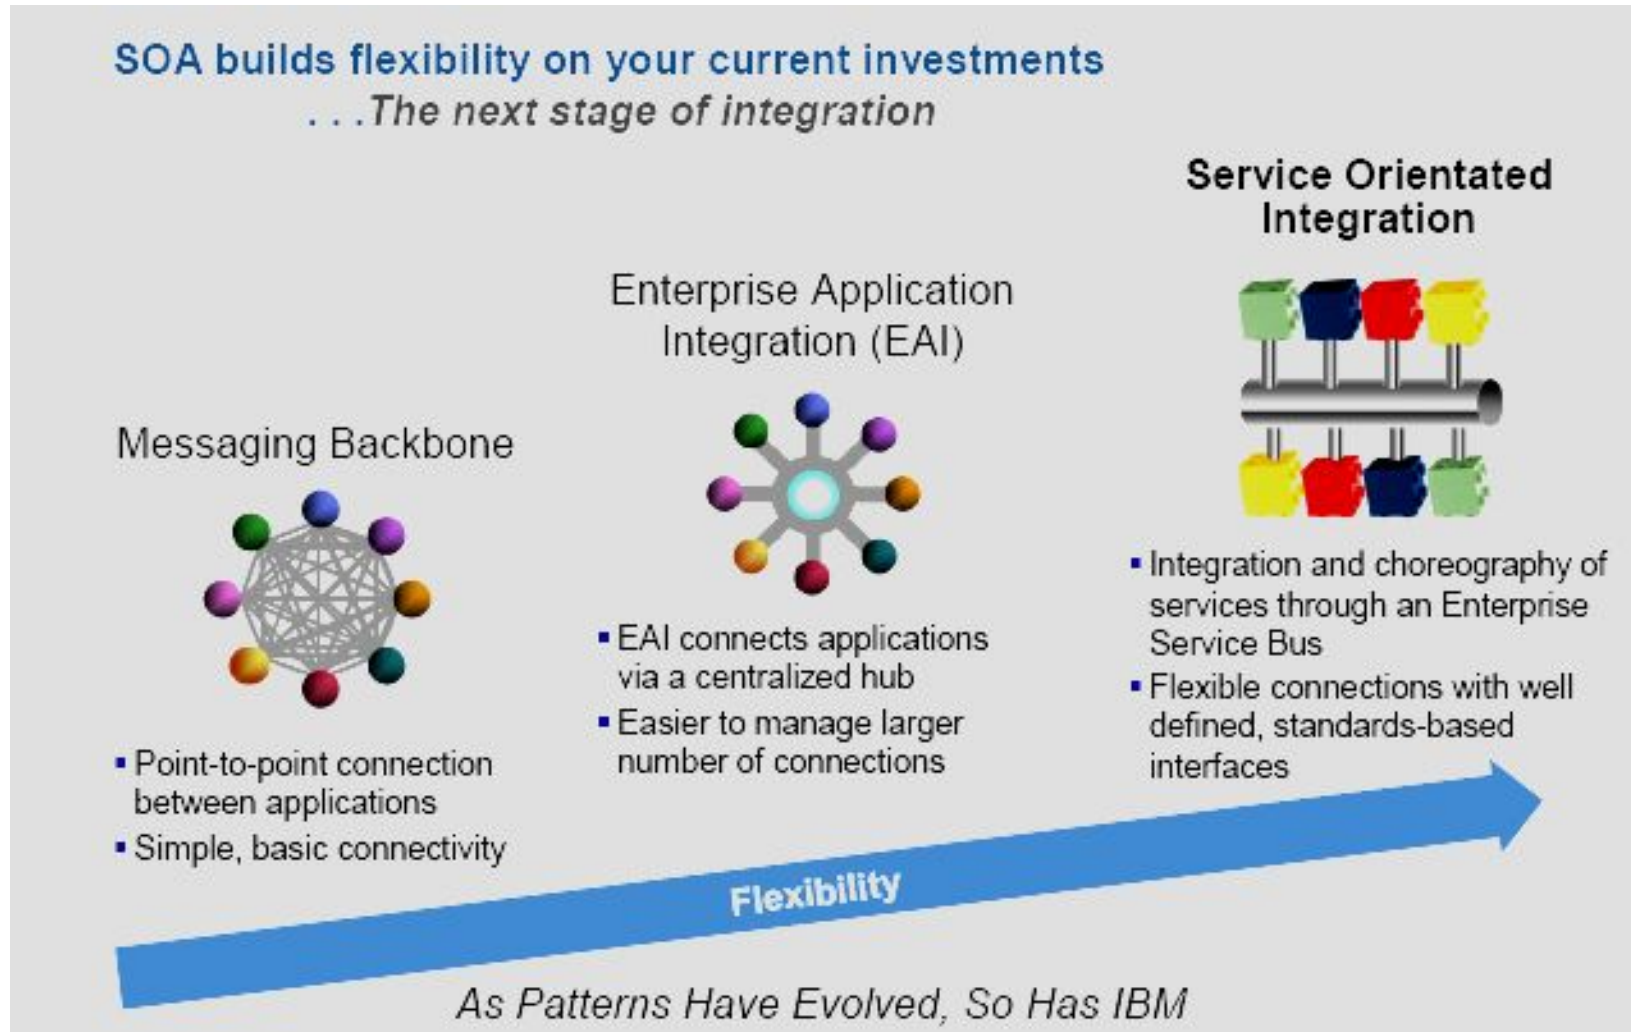 SOA builds flexibility on your current investments
. . .The next stage of integration
Service Orientated
Integration
Enterprise Application
Integration (EAI)
Messaging Backbone
▪ Point-to-point connection
between applications
▪ Simple, basic connectivity
▪ EAI connects applications
via a centralized hub
▪ Easier to manage larger
number of connections
▪ Integration and choreography of
services through an Enterprise
Service Bus
▪ Flexible connections with well
defined, standards-based
interfaces
Flexibility
As Patterns Have Evolved, So Has IBM